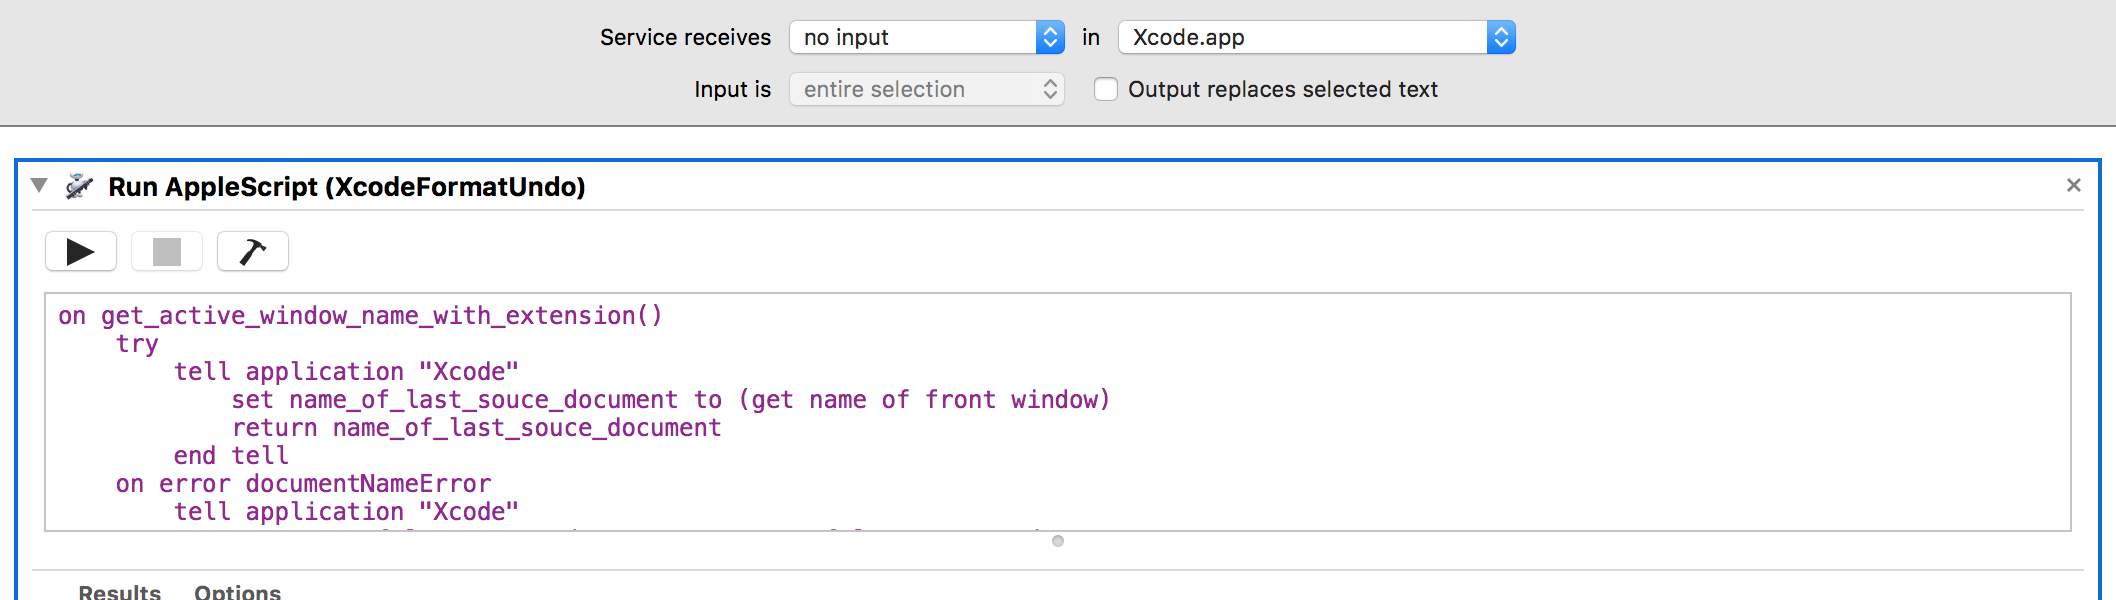 Service receives no input in Xcode.app
Input is entire selection Output replaces selected text
Run AppleScript (XcodeFormatUndo)
on get_active_window_name_with_extension()
try
tell application "Xcode"
set name_of_last_souce_document to (get name of front window)
return name_of_last_souce_document
end tell
on error documentNameError
tell application "Xcode"
Results Options